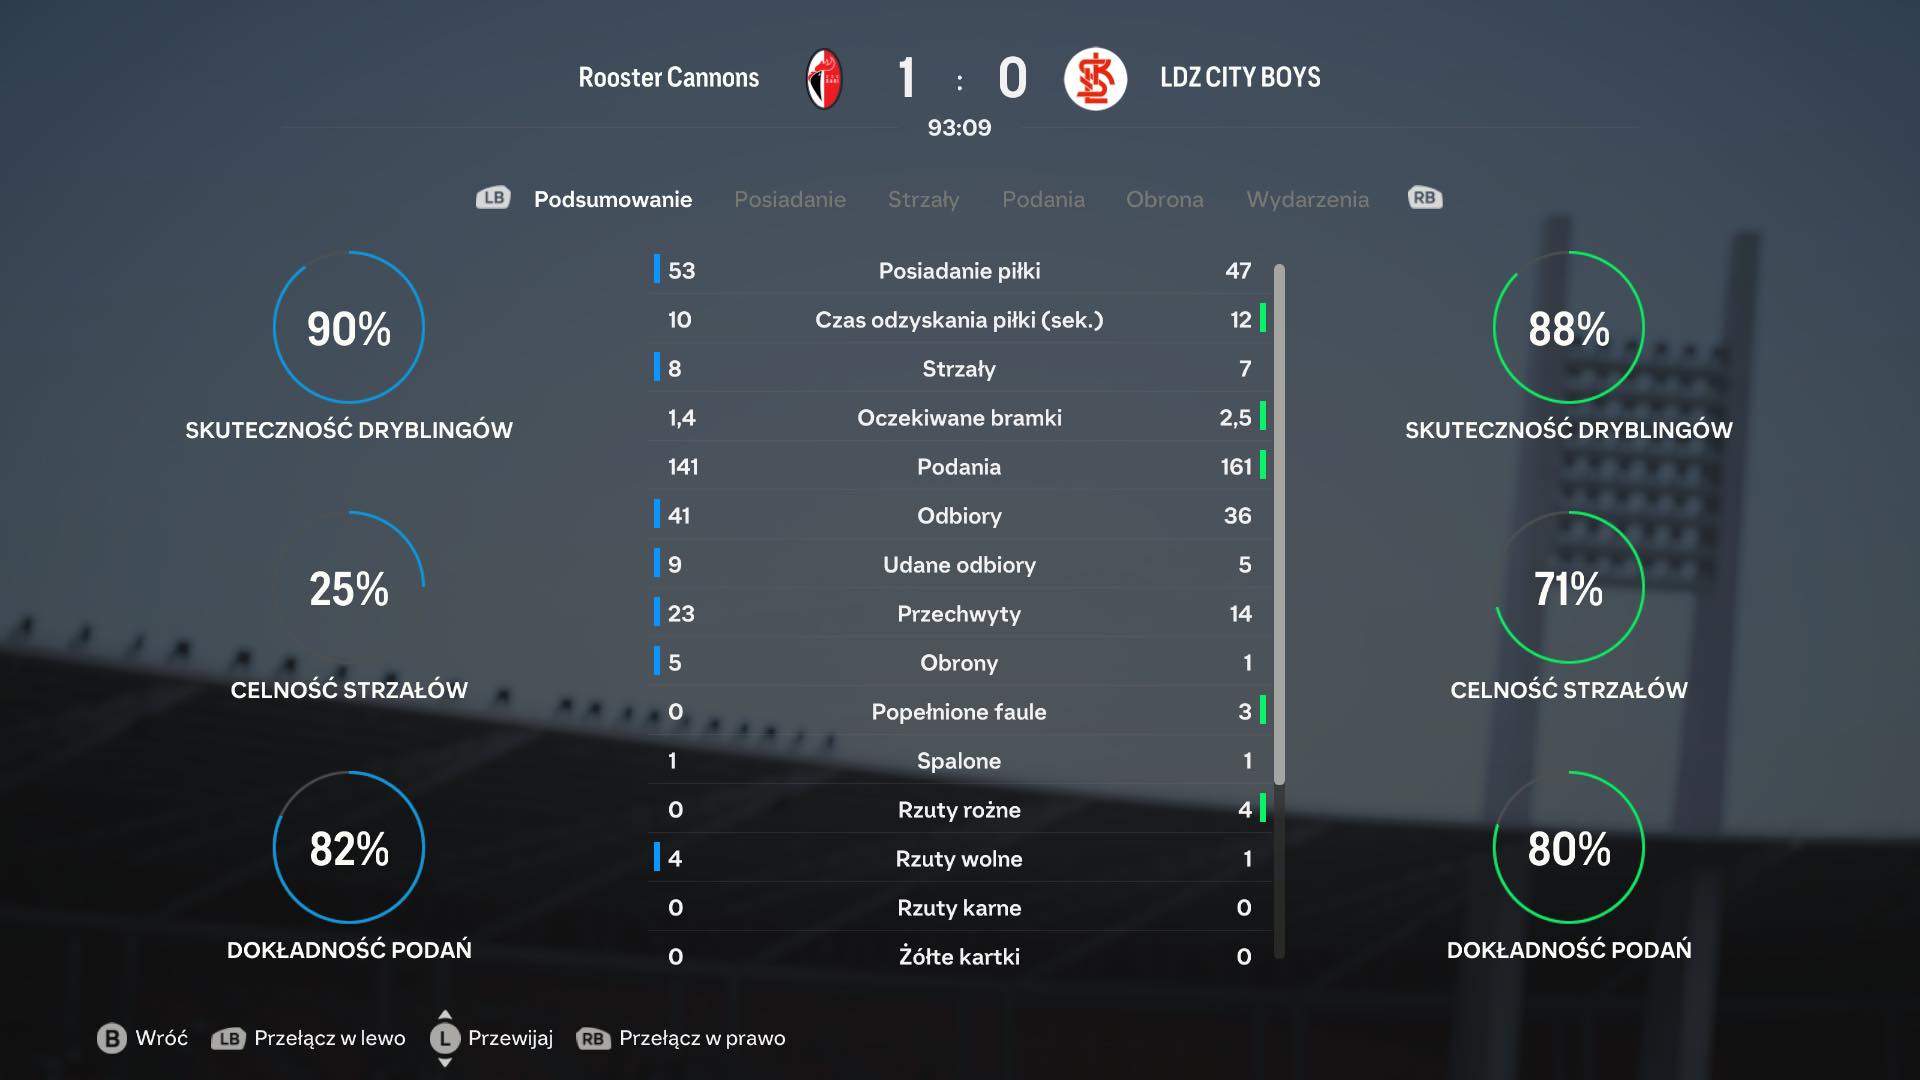 Rooster Cannons 1 : 0 LDZ CITY BOYS
93:09
LB Podsumowanie Posiadanie Strzały Podania Obrona Wydarzenia RB
53 Posiadanie piłki 47
10 Czas odzyskania piłki (sek.) 12
8 Strzały 7
1,4 Oczekiwane bramki 2,5
141 Podania 161
41 Odbiory 36
9 Udane odbiory 5
23 Przechwyty 14
5 Obrony 1
0 Popełnione faule 3
1 Spalone 1
0 Rzuty rożne 4
4 Rzuty wolne 1
0 Rzuty karne 0
0 Żółte kartki 0
90%
SKUTECZNOŚĆ DRYBLINGÓW
25%
CELNOŚĆ STRZAŁÓW
82%
DOKŁADNOŚĆ PODAŃ
88%
SKUTECZNOŚĆ DRYBLINGÓW
71%
CELNOŚĆ STRZAŁÓW
80%
DOKŁADNOŚĆ PODAŃ
B Wróć LB Przełącz w lewo L Przewijaj RB Przełącz w prawo